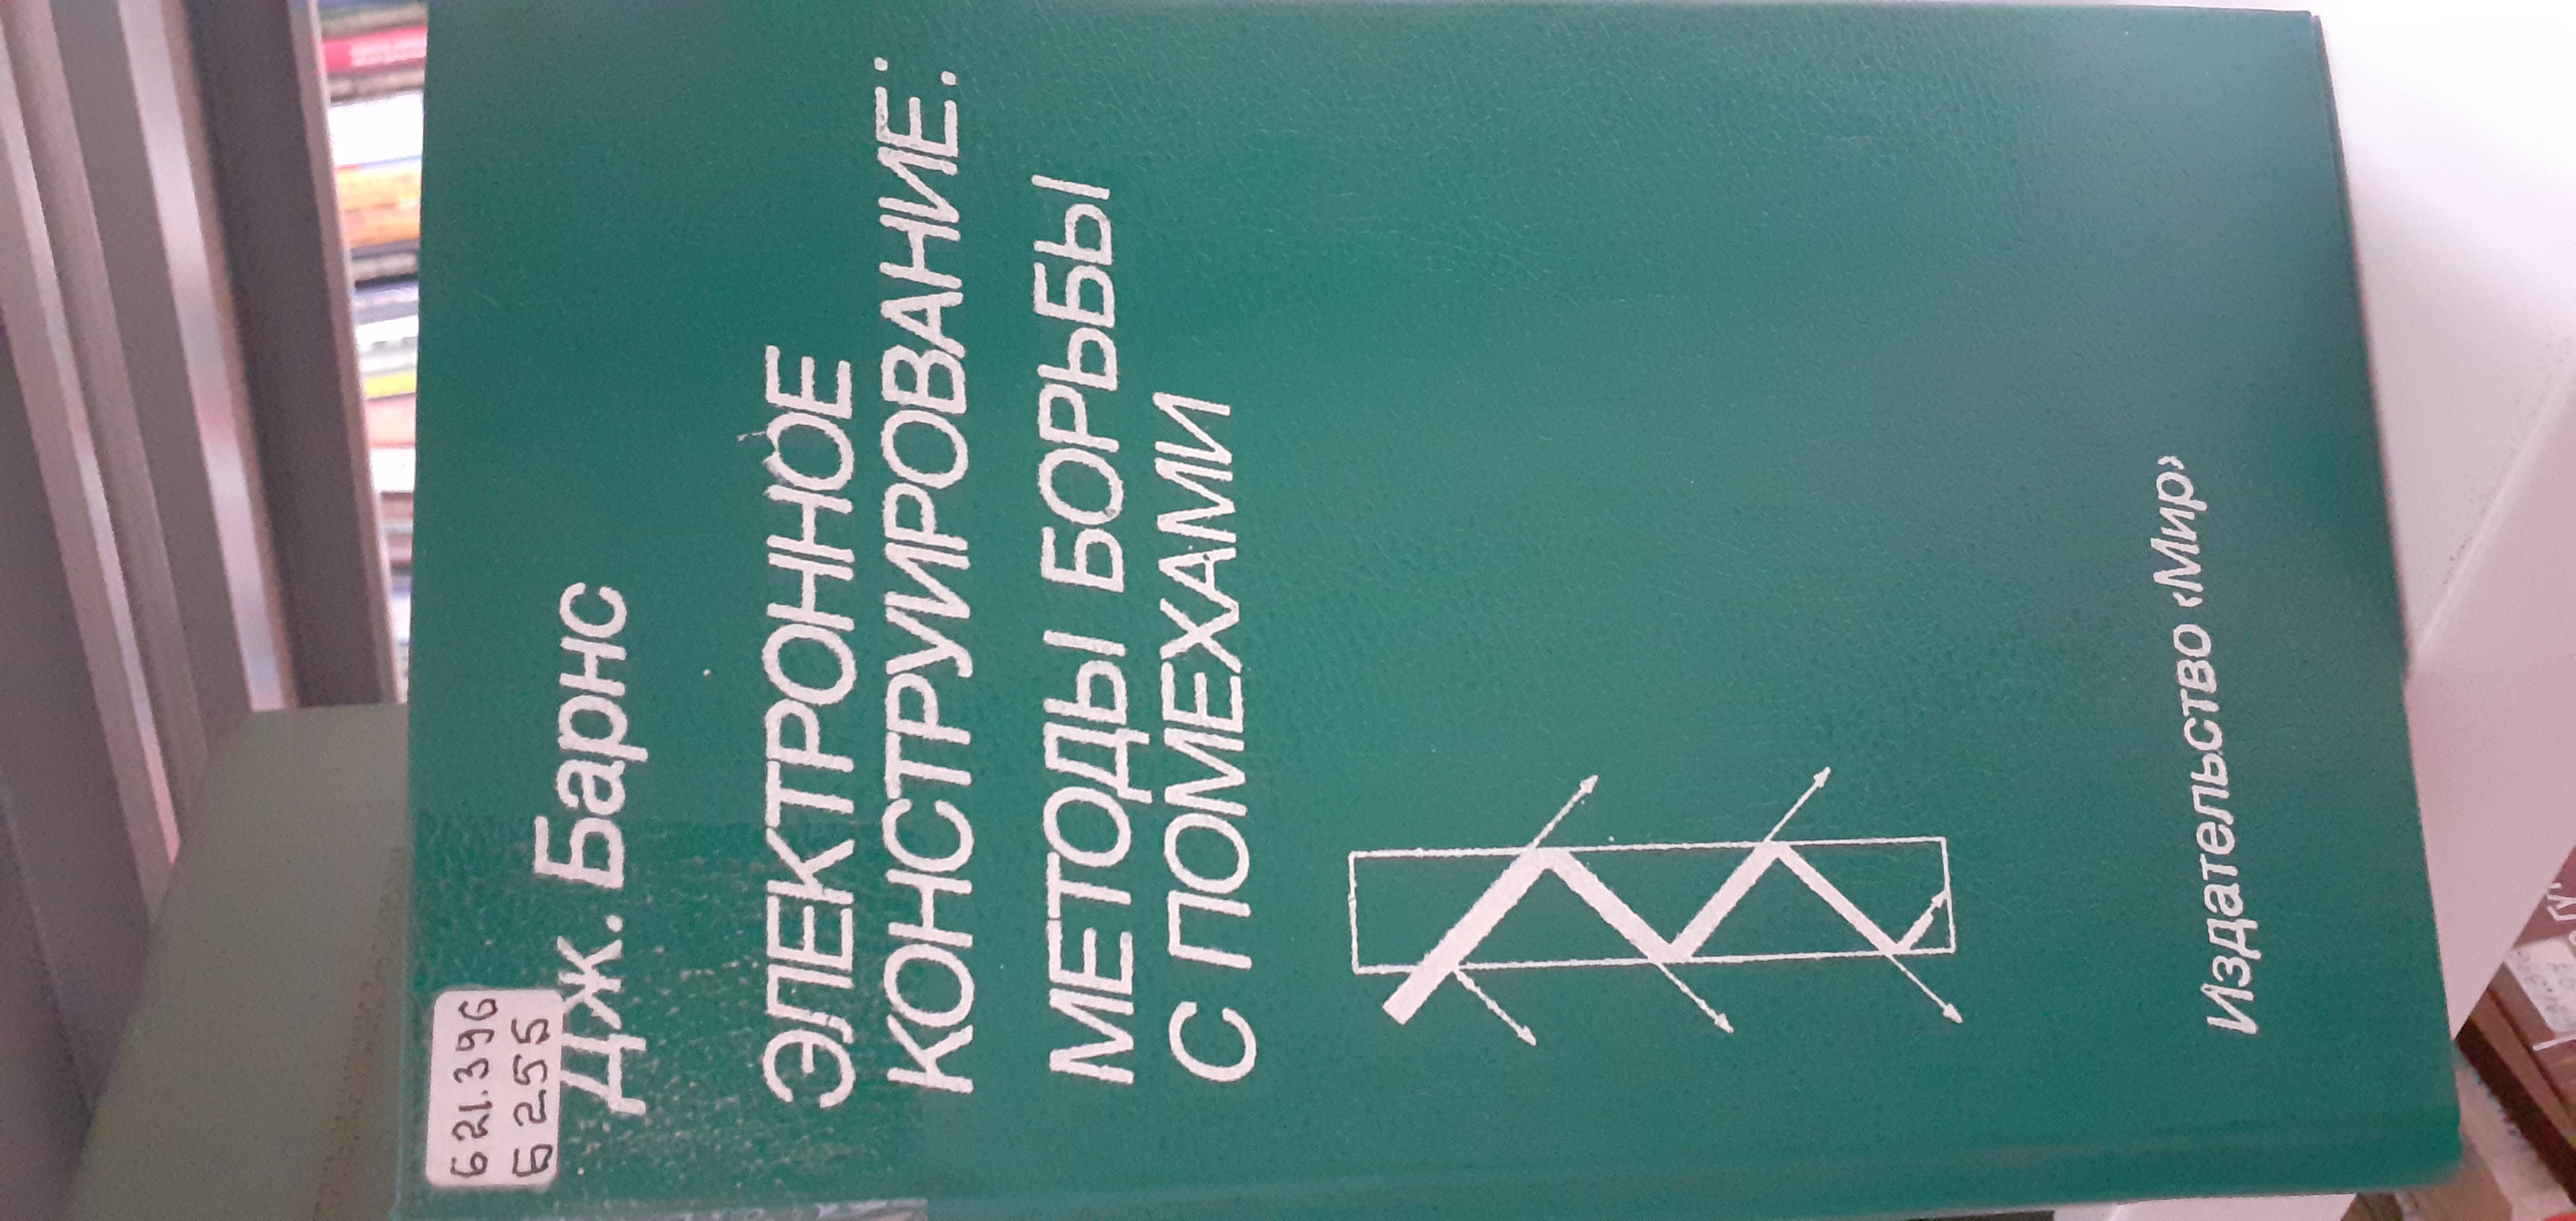 621.396
Б 255
Дж. Барнс
ЭЛЕКТРОННОЕ
КОНСТРУИРОВАНИЕ:
МЕТОДЫ БОРЬБЫ
С ПОМЕХАМИ
Издательство «Мир»